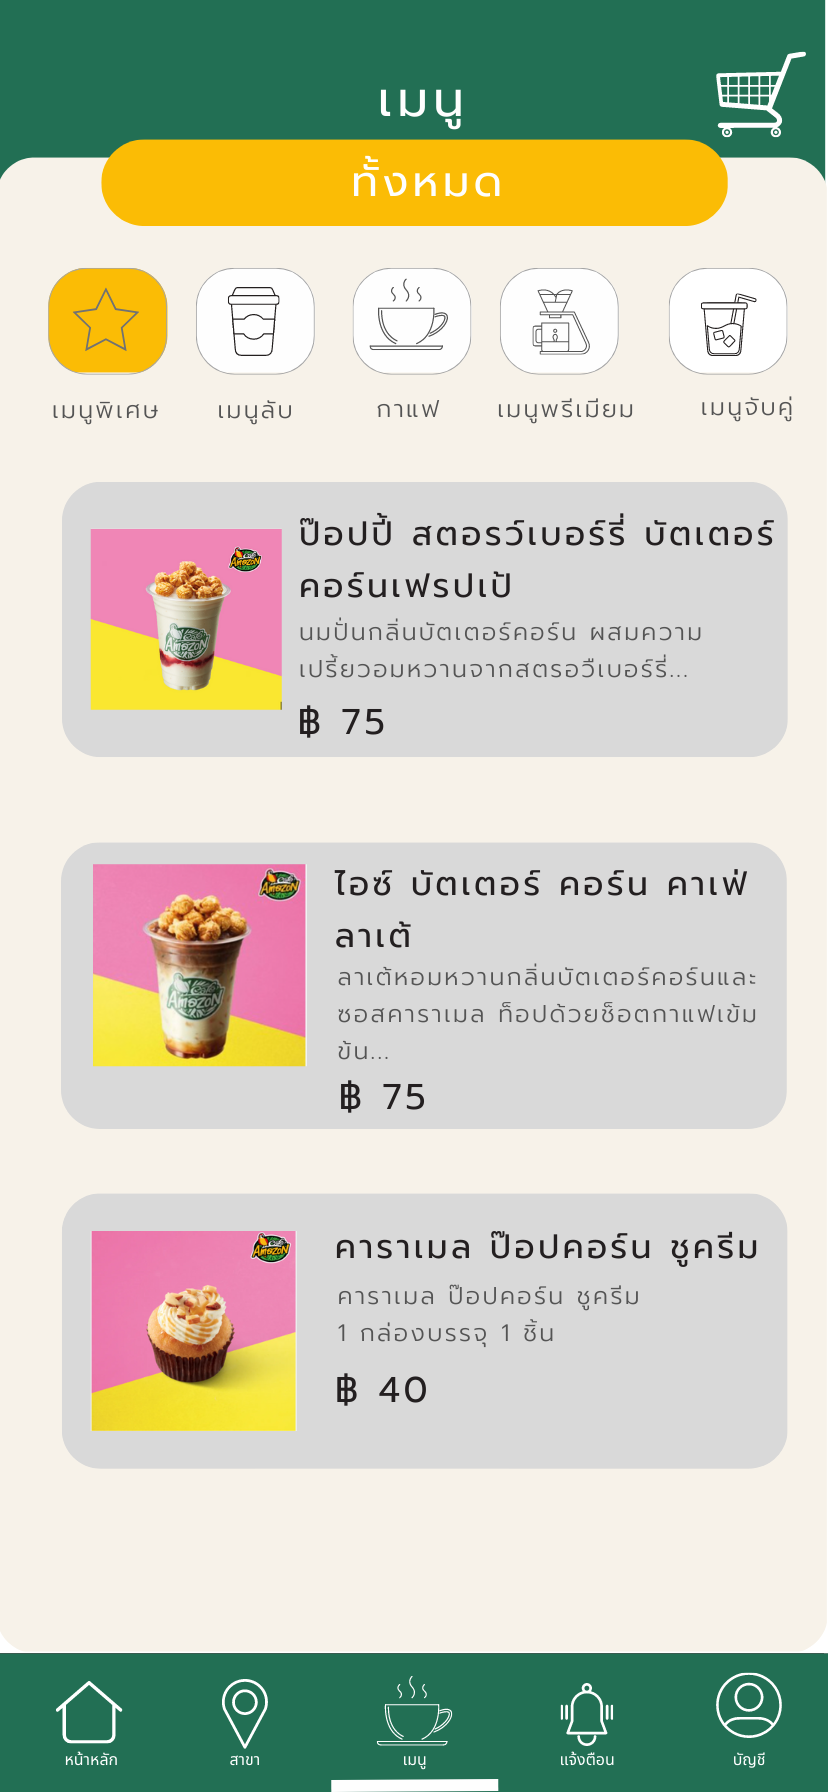 เมนู
ทั้งหมด
เมนูพิเศษ
เมนูลับ
กาแฟ
เมนูพรีเมียม
เมนูจับคู่
ป๊อปปี้ สตอรว์เบอร์รี่ บัตเตอร์
คอร์นเฟรปเป้
นมปั่นกลิ่นบัตเตอร์คอร์น ผสมความ
เปรี้ยวอมหวานจากสตรอวืเบอร์รี่...
฿ 75
Café
Amazon
ไอซ์ บัตเตอร์ คอร์น คาเฟ่
ลาเต้
ลาเต้หอมหวานกลิ่นบัตเตอร์คอร์นและ
ซอสคาราเมล ท็อปด้วยช็อตกาแฟเข้ม
ข้น...
฿ 75
Café
Amazon
คาราเมล ป๊อปคอร์น ชูครีม
คาราเมล ป๊อปคอร์น ชูครีม
1 กล่องบรรจุ 1 ชิ้น
฿ 40
Café
Amazon
หน้าหลัก
สาขา
เมนู
แจ้งตือน
บัญชี